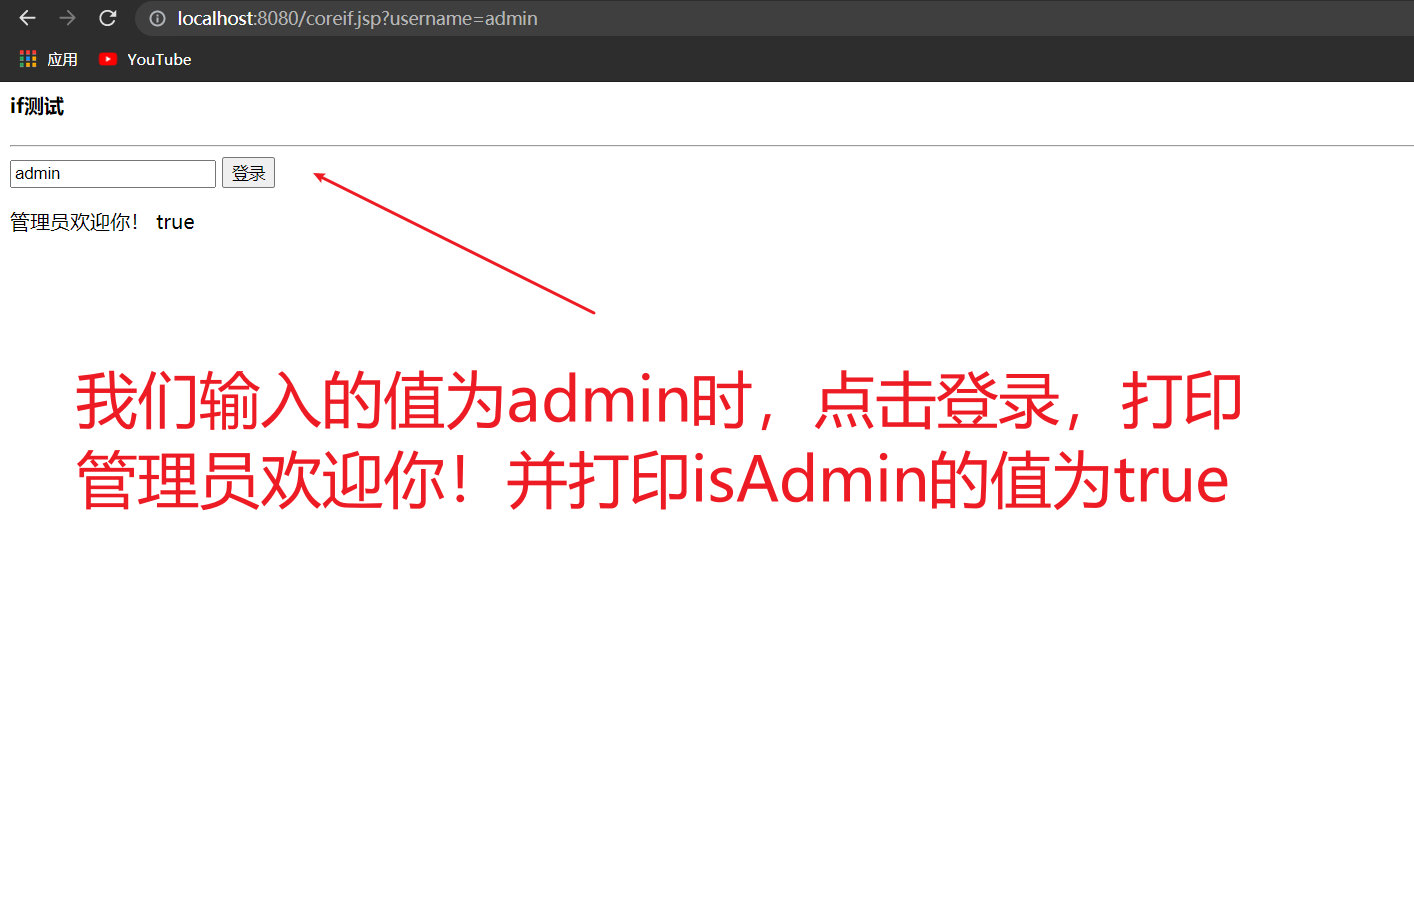 localhost:8080/coreif.jsp?username=admin
应用 YouTube
if测试
admin 登录
管理员欢迎你! true
我们输入的值为admin时，点击登录，打印
管理员欢迎你！并打印isAdmin的值为true